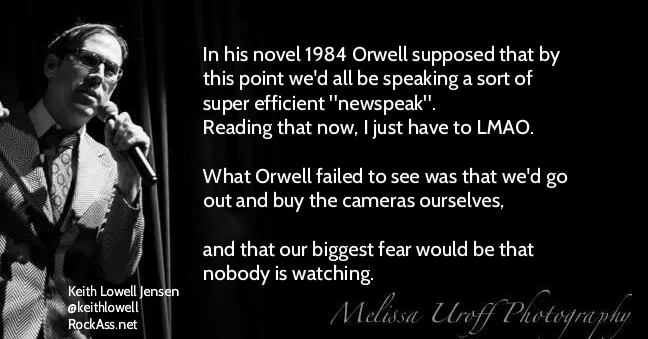 In his novel 1984 Orwell supposed that by
this point we'd all be speaking a sort of
super efficient "newspeak".
Reading that now, I just have to LMAO.
What Orwell failed to see was that we'd go
out and buy the cameras ourselves,
and that our biggest fear would be that
nobody is watching.
Keith Lowell Jensen
@keithlowell
RockAss.net
Melissa Uroff Photography